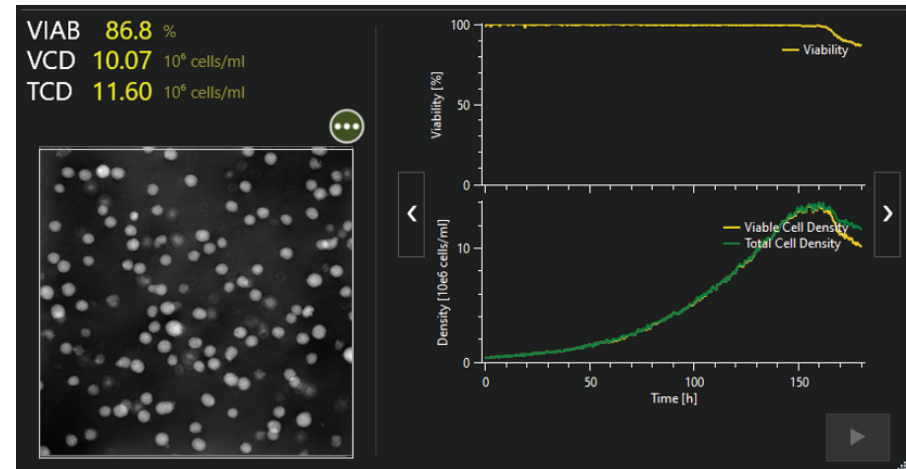 VIAB 86.8 %
VCD 10.07 10⁶ cells/ml
TCD 11.60 10⁶ cells/ml
100
50
0
Viability [%]
Viability
10
0
Density [10e6 cells/ml]
Viable Cell Density
Total Cell Density
0 50 100 150
Time [h]